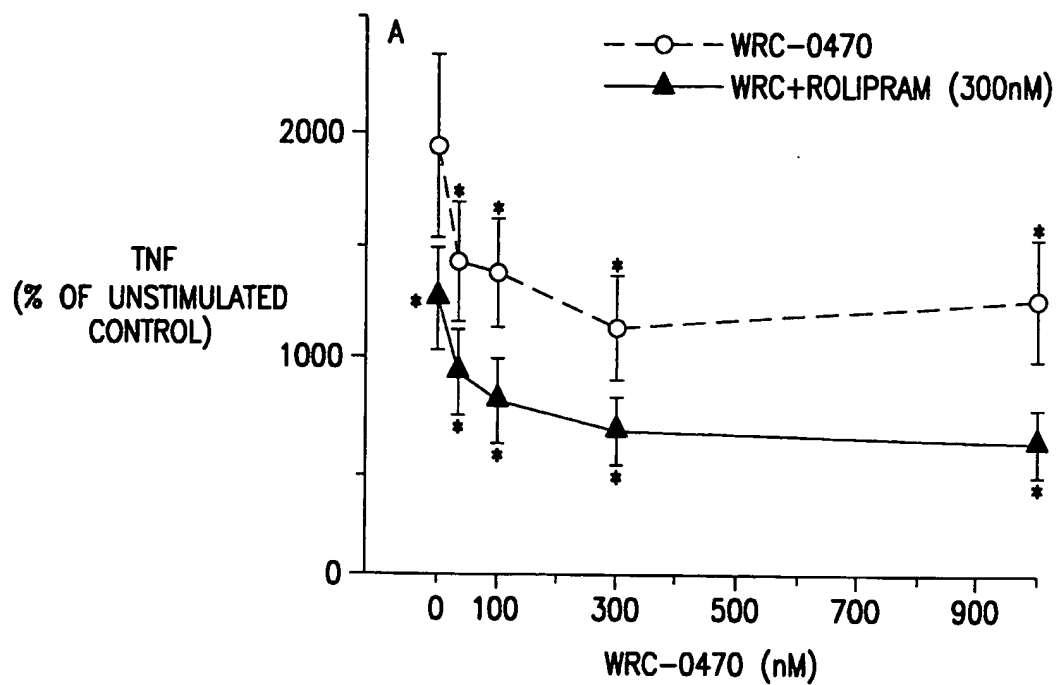 A
WRC-0470
WRC+ROLIPRAM (300nM)
2000
TNF
(% OF UNSTIMULATED
CONTROL)
1000
0
* * * * * * * * *
0 100 300 500 700 900
WRC-0470 (nM)